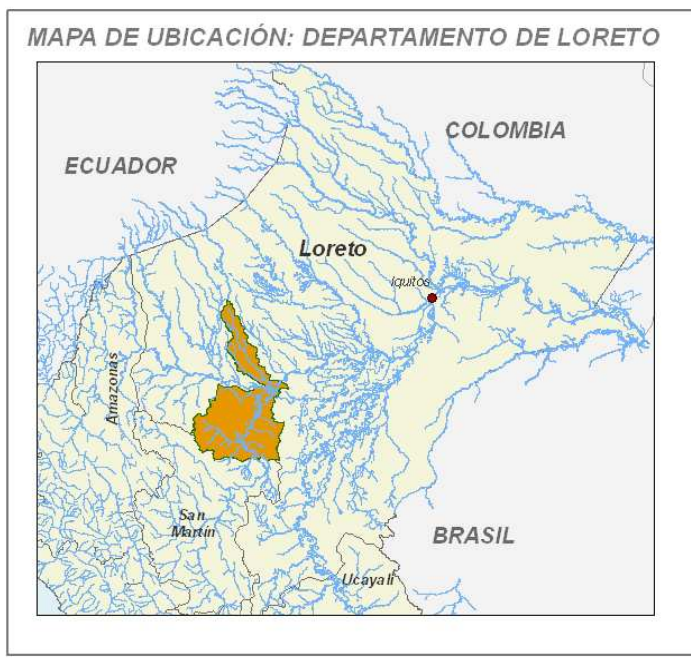 MAPA DE UBICACIÓN: DEPARTAMENTO DE LORETO
COLOMBIA
ECUADOR
Loreto
Iquitos
Amazonas
San
Martín
BRASIL
Ucayali